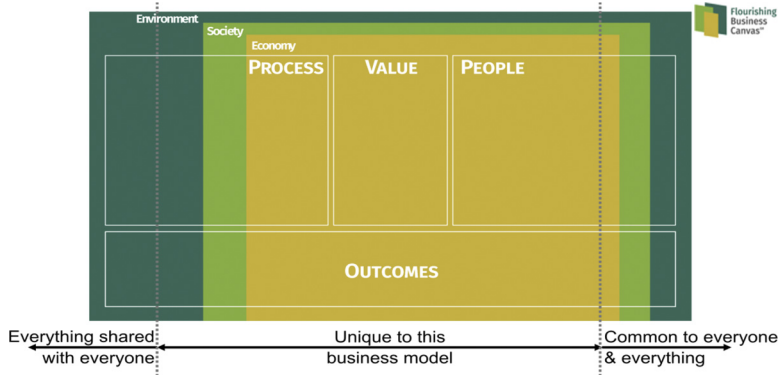 Environment
Society
Economy
Flourishing
Business
Canvas℠
PROCESS
VALUE
PEOPLE
OUTCOMES
Everything shared
with everyone
Unique to this
business model
Common to everyone
& everything